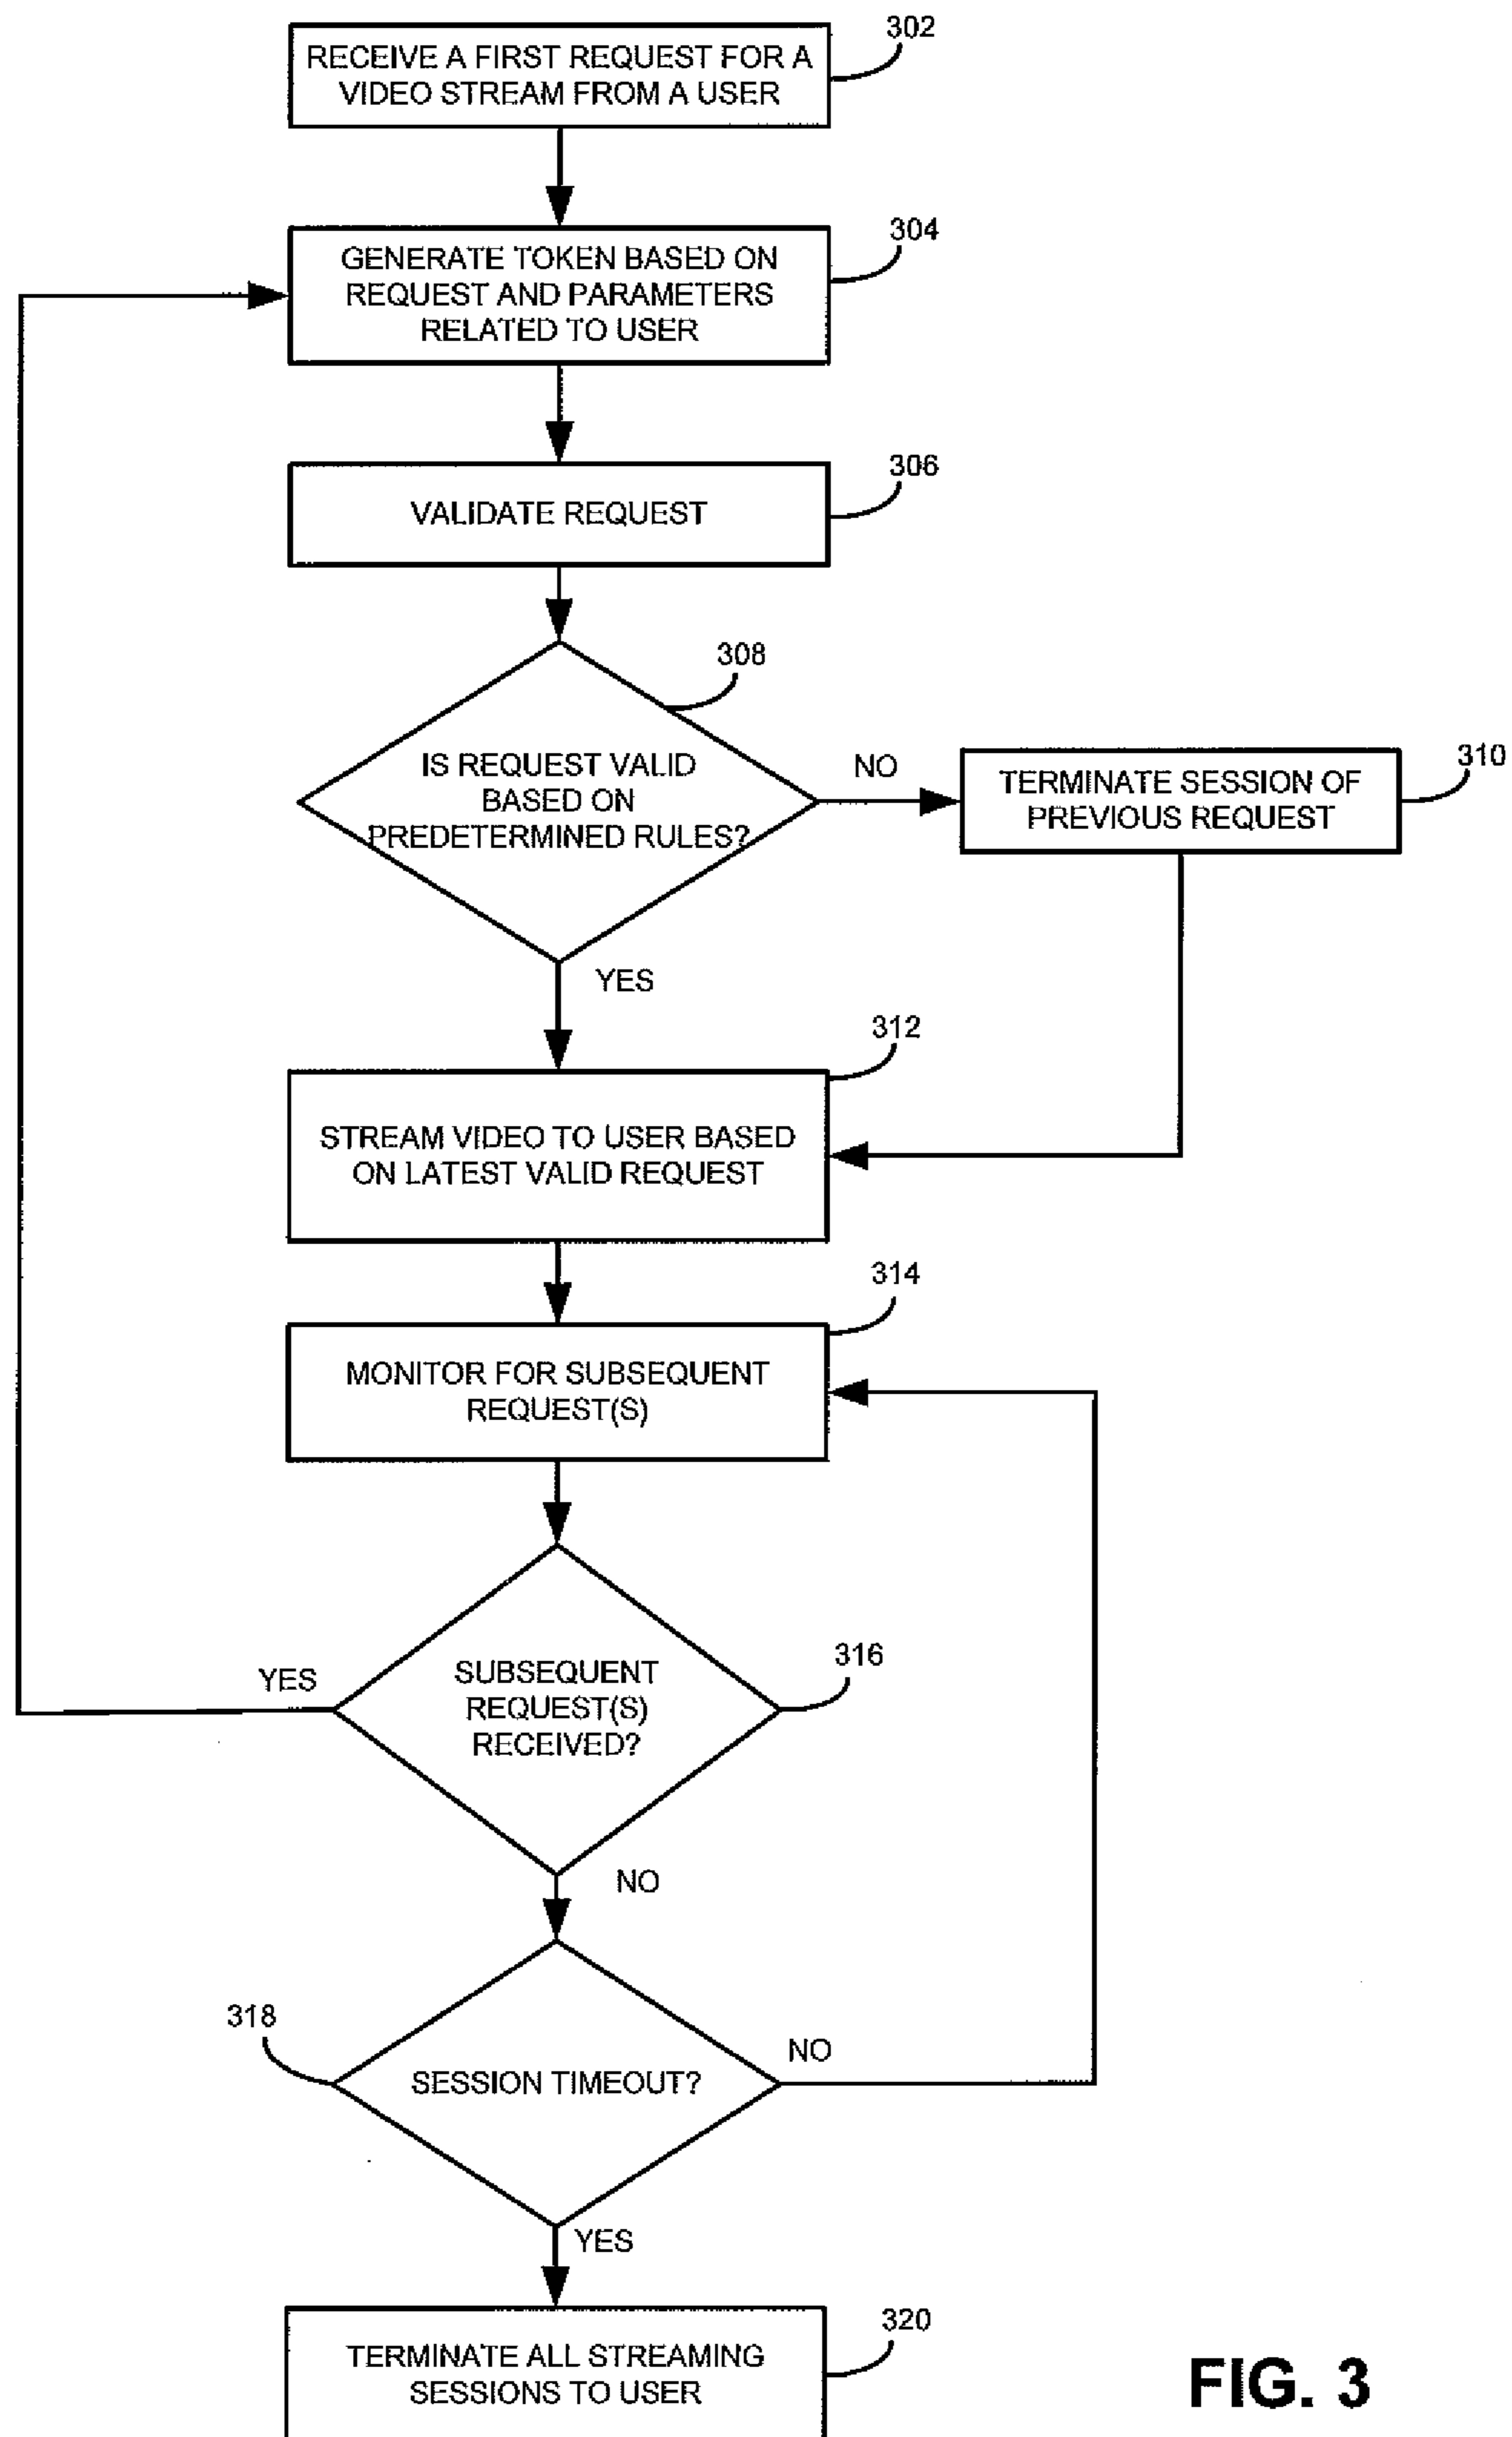 302
RECEIVE A FIRST REQUEST FOR A
VIDEO STREAM FROM A USER
304
GENERATE TOKEN BASED ON
REQUEST AND PARAMETERS
RELATED TO USER
306
VALIDATE REQUEST
308
IS REQUEST VALID
BASED ON
PREDETERMINED RULES?
NO
310
TERMINATE SESSION OF
PREVIOUS REQUEST
YES
312
STREAM VIDEO TO USER BASED
ON LATEST VALID REQUEST
314
MONITOR FOR SUBSEQUENT
REQUEST(S)
316
YES
SUBSEQUENT
REQUEST(S)
RECEIVED?
NO
318
SESSION TIMEOUT?
NO
YES
320
TERMINATE ALL STREAMING
SESSIONS TO USER
FIG. 3